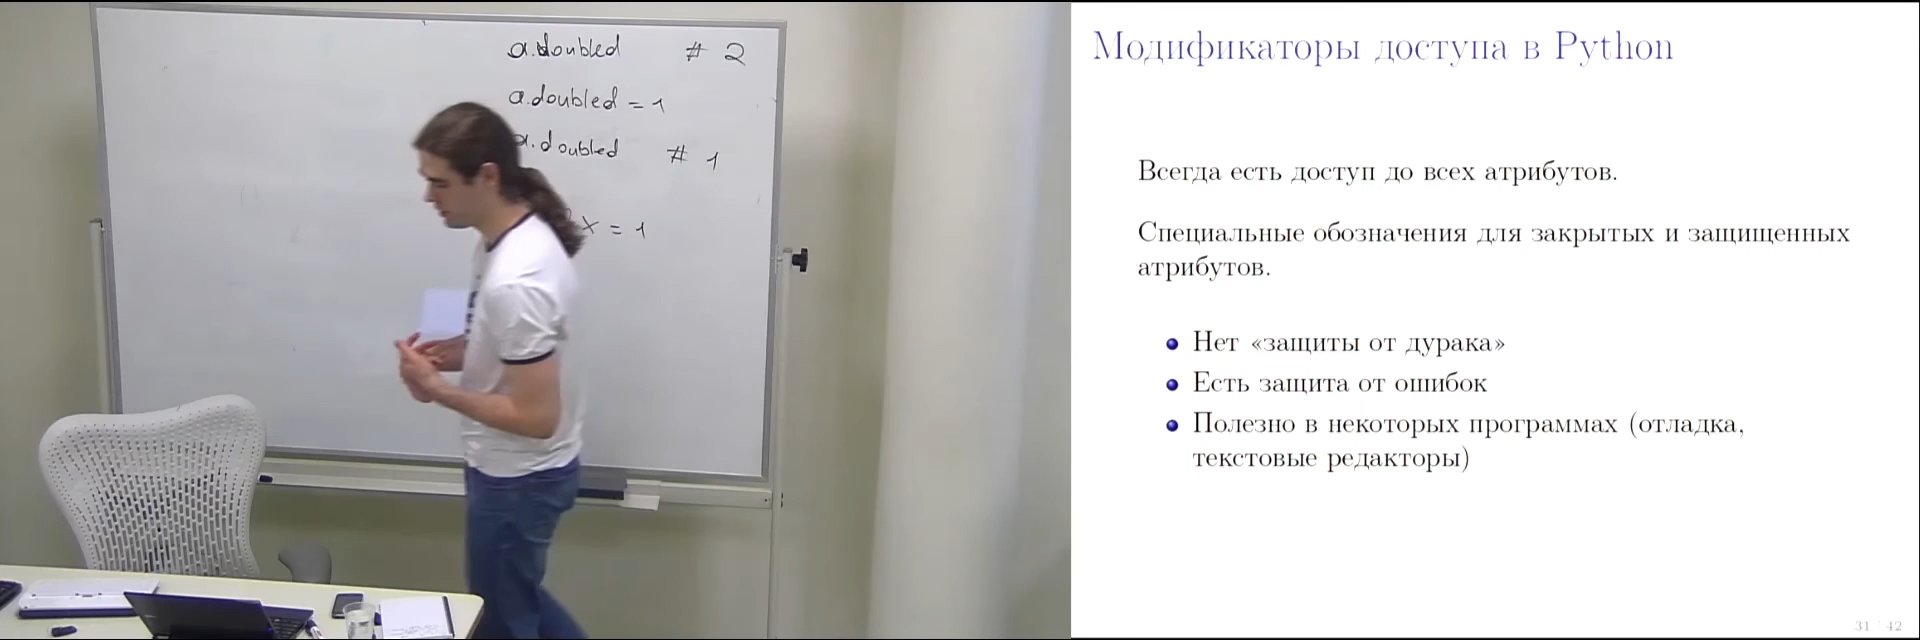 a.doubled # 2
a.doubled = 1
a.doubled # 1
x = 1
Модификаторы доступа в Python
Всегда есть доступ до всех атрибутов.
Специальные обозначения для закрытых и защищенных
атрибутов.
Нет «защиты от дурака»
Есть защита от ошибок
Полезно в некоторых программах (отладка,
текстовые редакторы)
31 / 42